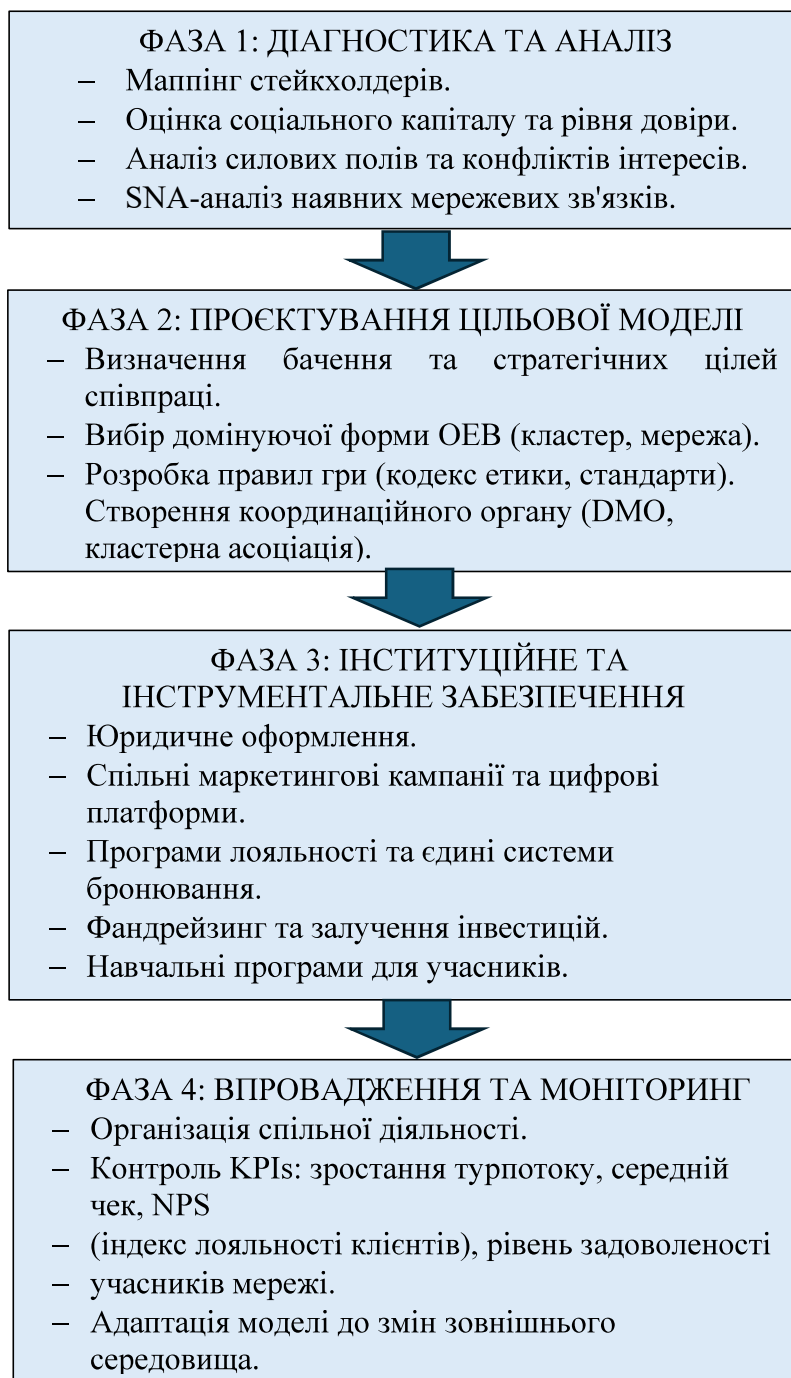 ФАЗА 1: ДІАГНОСТИКА ТА АНАЛІЗ
– Маппінг стейкхолдерів.
– Оцінка соціального капіталу та рівня довіри.
– Аналіз силових полів та конфліктів інтересів.
– SNA-аналіз наявних мережевих зв'язків.
ФАЗА 2: ПРОЄКТУВАННЯ ЦІЛЬОВОЇ МОДЕЛІ
– Визначення бачення та стратегічних цілей
співпраці.
– Вибір домінуючої форми ОЕВ (кластер, мережа).
– Розробка правил гри (кодекс етики, стандарти).
Створення координаційного органу (DMO,
кластерна асоціація).
ФАЗА 3: ІНСТИТУЦІЙНЕ ТА
ІНСТРУМЕНТАЛЬНЕ ЗАБЕЗПЕЧЕННЯ
– Юридичне оформлення.
– Спільні маркетингові кампанії та цифрові
платформи.
– Програми лояльності та єдині системи
бронювання.
– Фандрейзинг та залучення інвестицій.
– Навчальні програми для учасників.
ФАЗА 4: ВПРОВАДЖЕННЯ ТА МОНІТОРИНГ
– Організація спільної діяльності.
– Контроль KPIs: зростання турпотоку, середній
чек, NPS
– (індекс лояльності клієнтів), рівень задоволеності
– учасників мережі.
– Адаптація моделі до змін зовнішнього
середовища.